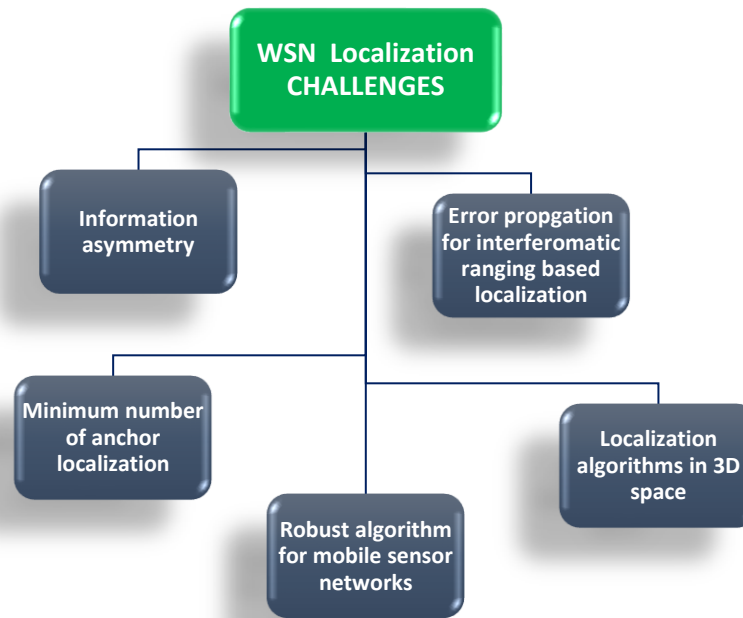 WSN  Localization
CHALLENGES
Information
asymmetry
Error propgation
for interferomatic
ranging based
localization
Minimum number
of anchor
localization
Localization
algorithms in 3D
space
Robust algorithm
for mobile sensor
networks